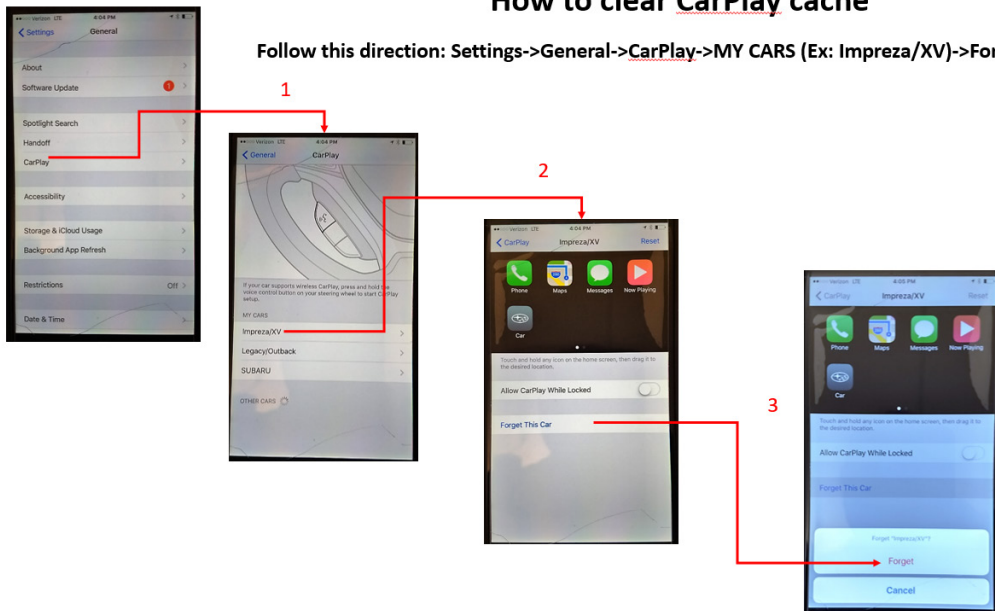 How to clear CarPlay cache
Follow this direction: Settings->General->CarPlay->MY CARS (Ex: Impreza/XV)->For
1
2
3
Verizon LTE 4:04 PM
Settings General
About
Software Update 1
Spotlight Search
Handoff
CarPlay
Accessibility
Storage & iCloud Usage
Background App Refresh
Restrictions Off
Date & Time
Verizon LTE 4:04 PM
General CarPlay
If your car supports wireless CarPlay, press and hold the
voice control button on your steering wheel to start CarPlay
setup.
MY CARS
Impreza/XV
Legacy/Outback
SUBARU
OTHER CARS
Verizon LTE 4:04 PM
CarPlay Impreza/XV Reset
Phone Maps Messages Now Playing
Car
Touch and hold any icon on the home screen, then drag it to
the desired location.
Allow CarPlay While Locked
Forget This Car
Verizon LTE 4:05 PM
CarPlay Impreza/XV Reset
Phone Maps Messages Now Playing
Car
Touch and hold any icon on the home screen, then drag it to
the desired location.
Allow CarPlay While Locked
Forget This Car
Forget "Impreza/XV"?
Forget
Cancel